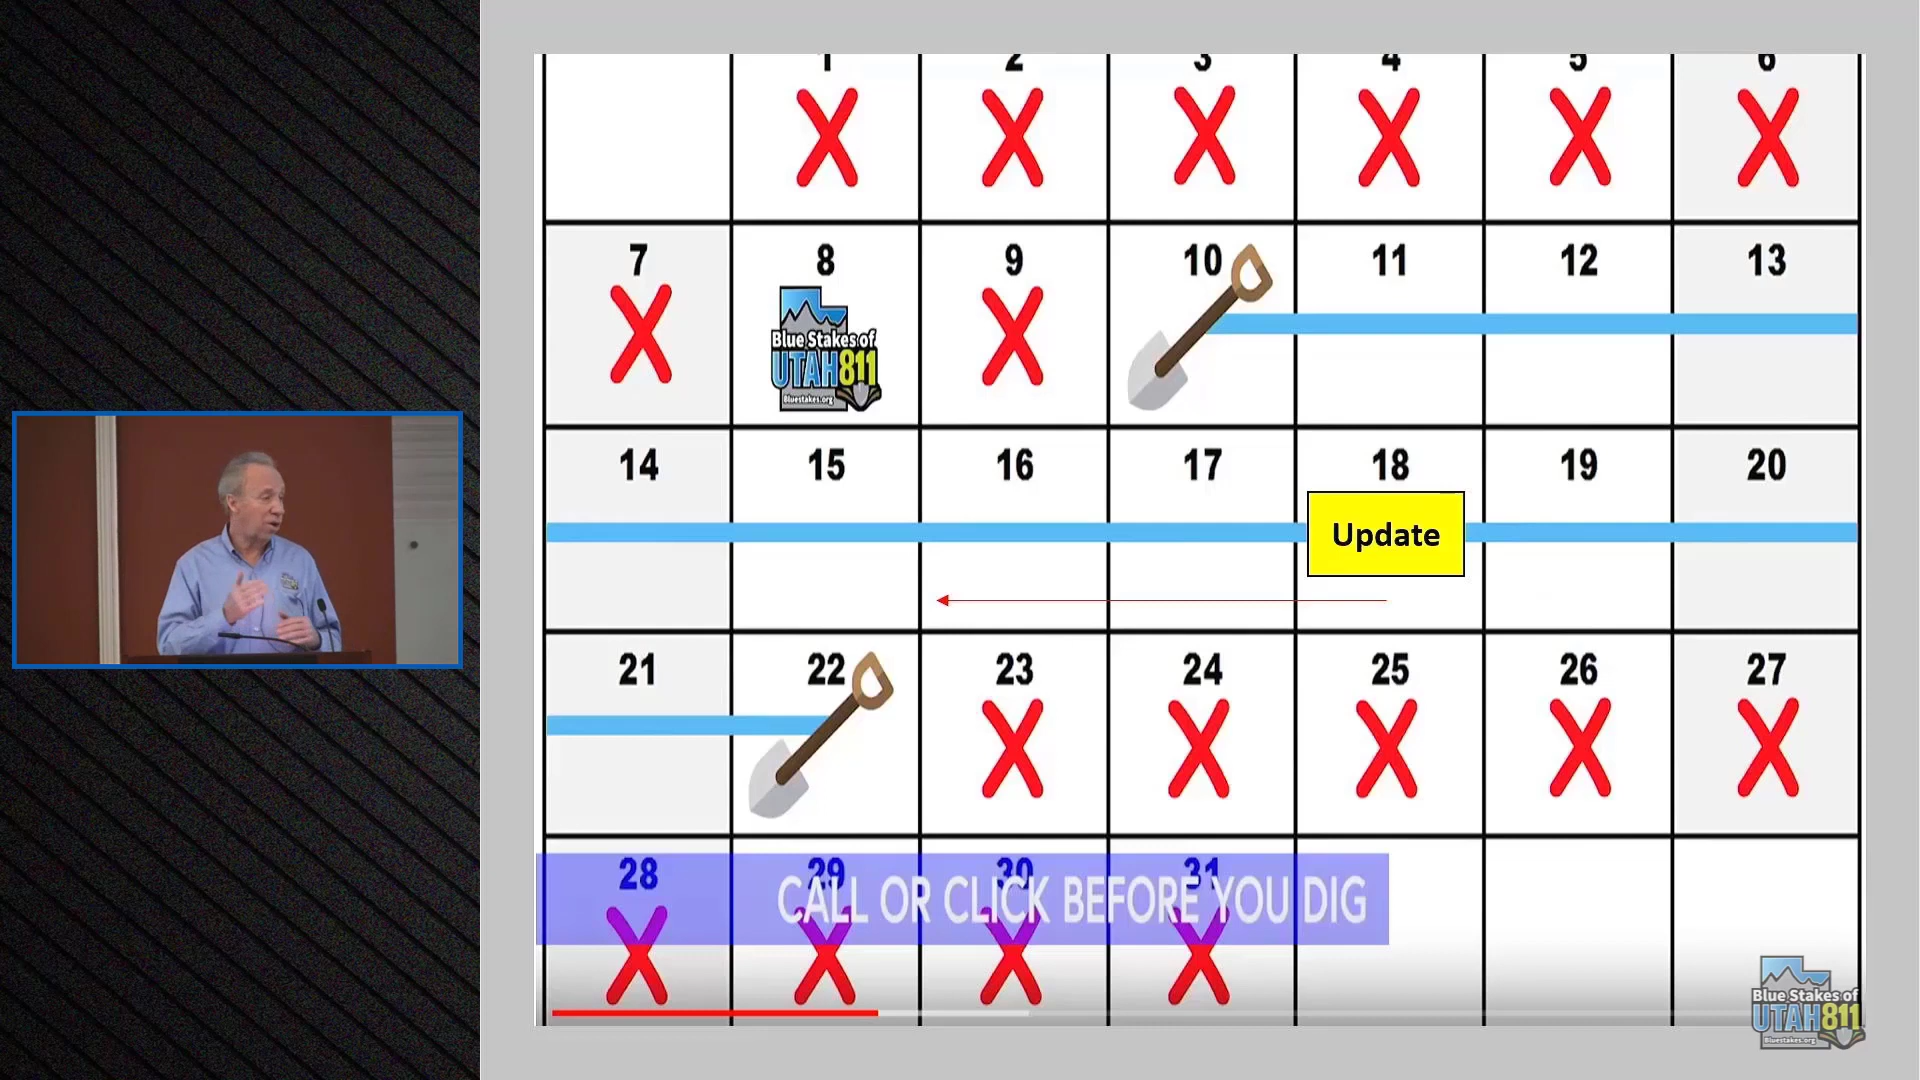 1 2 3 4 5 6
7 8 9 10 11 12 13
Blue Stakes of
UTAH811
Bluestakes.org
14 15 16 17 18 19 20
Update
21 22 23 24 25 26 27
28 29 30 31
CALL OR CLICK BEFORE YOU DIG
Blue Stakes of
UTAH811
Bluestakes.org